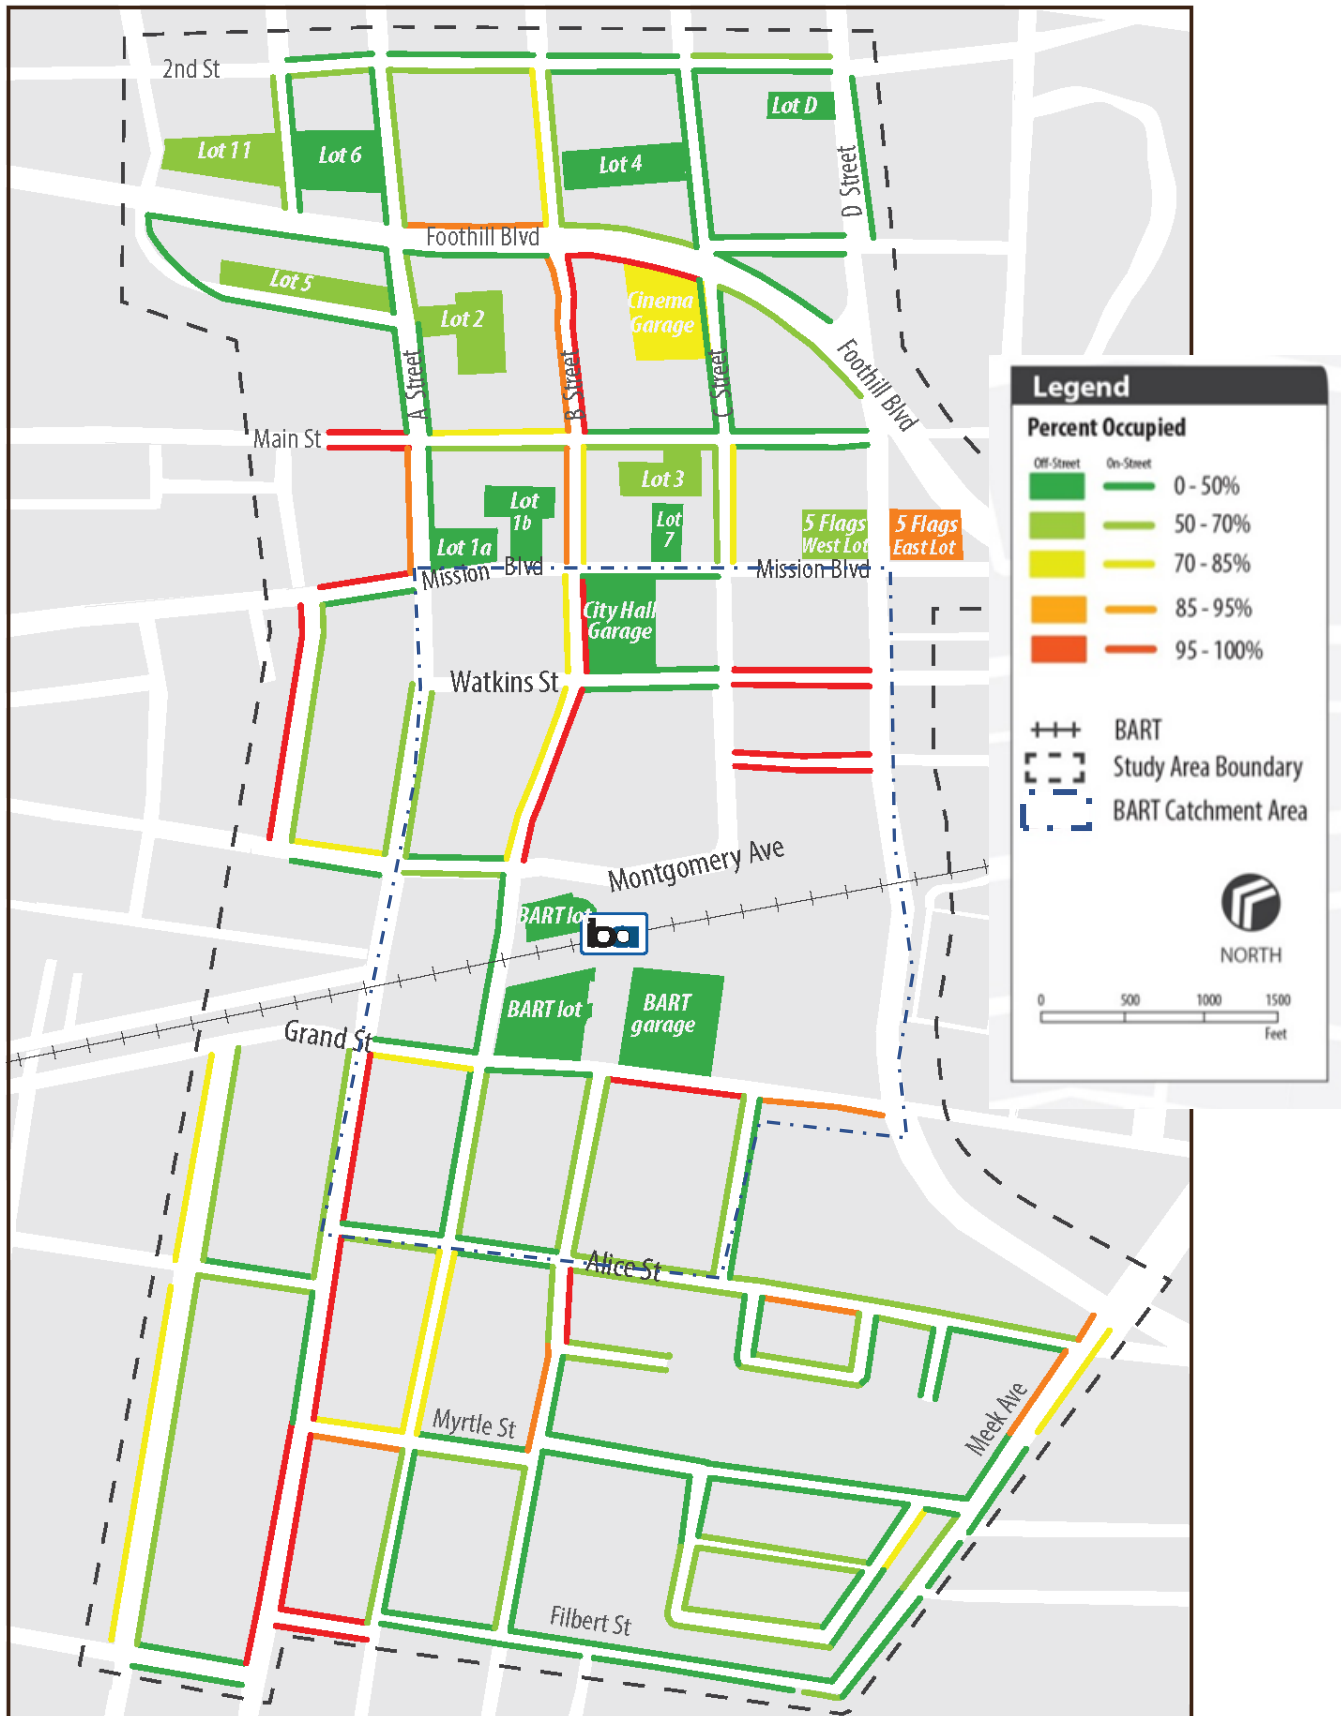 2nd St
Lot D
Lot 11
Lot 6
Lot 4
D Street
Foothill Blvd
Lot 5
Lot 2
Cinema
Garage
A Street
B Street
C Street
Foothill Blvd
Main St
Lot 3
Lot
1b
Lot
7
Lot 1a
5 Flags
West Lot
5 Flags
East Lot
Mission Blvd
Mission Blvd
City Hall
Garage
Watkins St
Montgomery Ave
BART lot
ba
BART lot
BART
garage
Grand St
Alice St
Meek Ave
Myrtle St
Filbert St
Legend
Percent Occupied
Off-Street
On-Street
0 - 50%
50 - 70%
70 - 85%
85 - 95%
95 - 100%
BART
Study Area Boundary
BART Catchment Area
NORTH
0 500 1000 1500
Feet